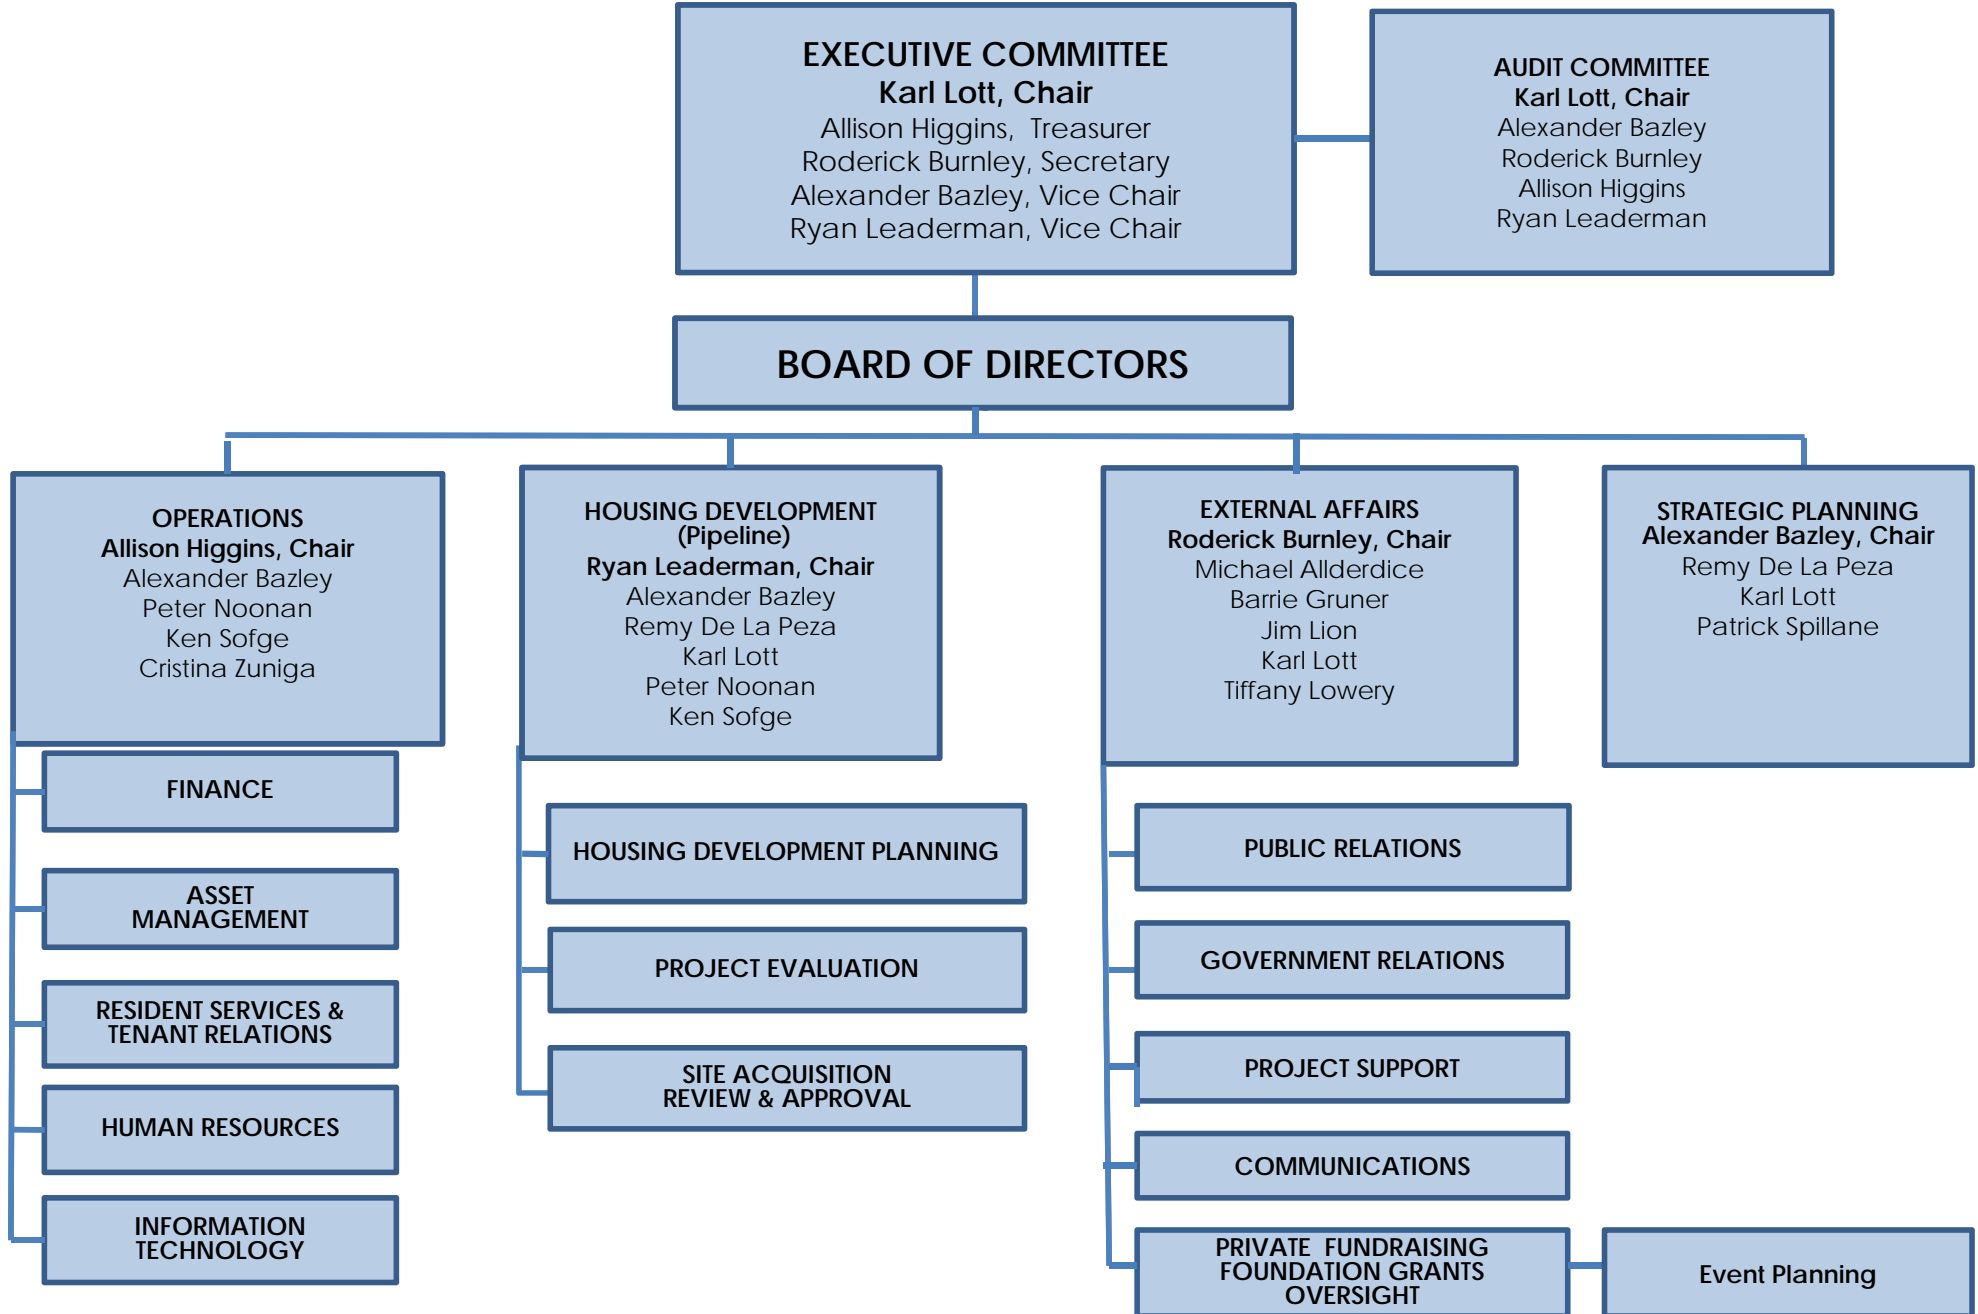 EXECUTIVE COMMITTEE
Karl Lott, Chair
Allison Higgins, Treasurer
Roderick Burnley, Secretary
Alexander Bazley, Vice Chair
Ryan Leaderman, Vice Chair
AUDIT COMMITTEE
Karl Lott, Chair
Alexander Bazley
Roderick Burnley
Allison Higgins
Ryan Leaderman
BOARD OF DIRECTORS
OPERATIONS
Allison Higgins, Chair
Alexander Bazley
Peter Noonan
Ken Sofge
Cristina Zuniga
FINANCE
ASSET
MANAGEMENT
RESIDENT SERVICES &
TENANT RELATIONS
HUMAN RESOURCES
INFORMATION
TECHNOLOGY
HOUSING DEVELOPMENT
(Pipeline)
Ryan Leaderman, Chair
Alexander Bazley
Remy De La Peza
Karl Lott
Peter Noonan
Ken Sofge
HOUSING DEVELOPMENT PLANNING
PROJECT EVALUATION
SITE ACQUISITION
REVIEW & APPROVAL
EXTERNAL AFFAIRS
Roderick Burnley, Chair
Michael Allderdice
Barrie Gruner
Jim Lion
Karl Lott
Tiffany Lowery
PUBLIC RELATIONS
GOVERNMENT RELATIONS
PROJECT SUPPORT
COMMUNICATIONS
PRIVATE FUNDRAISING
FOUNDATION GRANTS
OVERSIGHT
Event Planning
STRATEGIC PLANNING
Alexander Bazley, Chair
Remy De La Peza
Karl Lott
Patrick Spillane